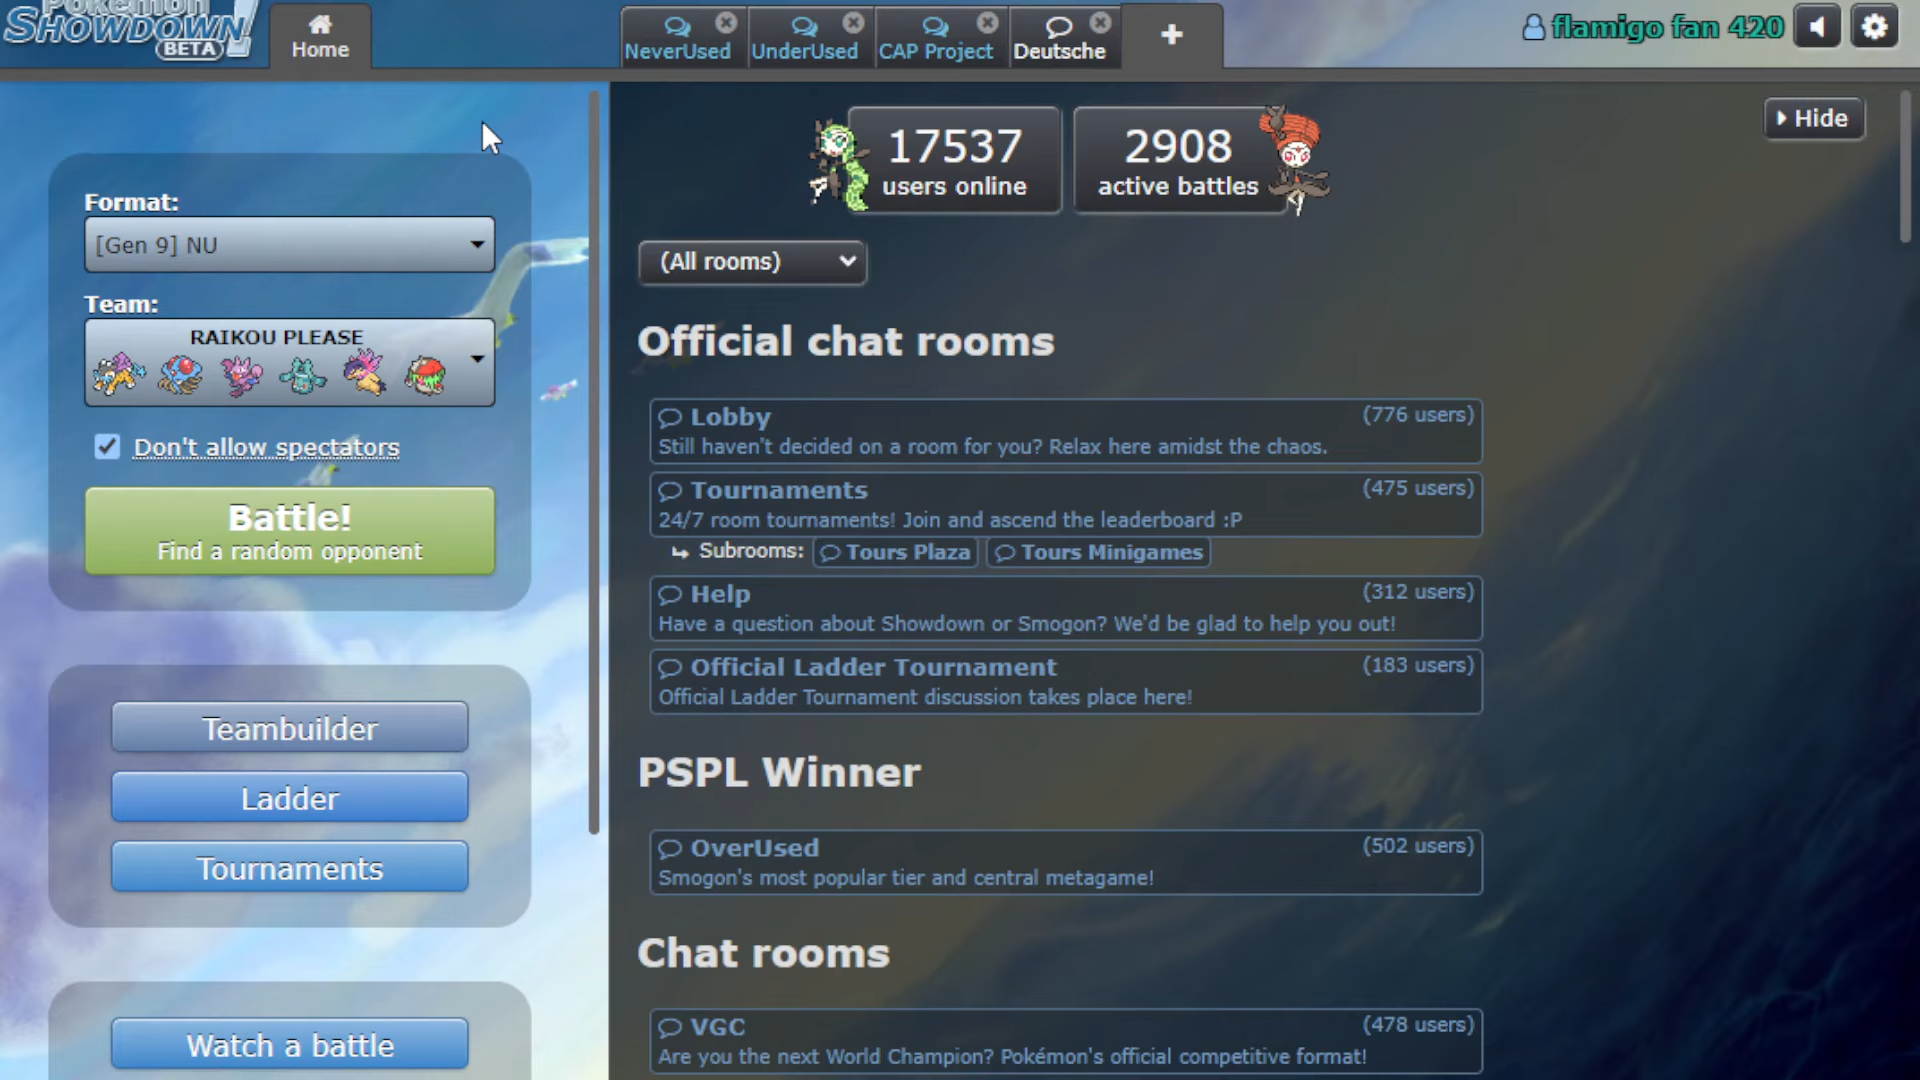 Pokémon
SHOWDOWN!
BETA
Home
NeverUsed
UnderUsed
CAP Project
Deutsche
+
flamigo fan 420
Format:
[Gen 9] NU
Team:
RAIKOU PLEASE
Don't allow spectators
Battle!
Find a random opponent
Teambuilder
Ladder
Tournaments
Watch a battle
17537
users online
2908
active battles
Hide
(All rooms)
Official chat rooms
Lobby (776 users)
Still haven't decided on a room for you? Relax here amidst the chaos.
Tournaments (475 users)
24/7 room tournaments! Join and ascend the leaderboard :P
↳ Subrooms: Tours Plaza Tours Minigames
Help (312 users)
Have a question about Showdown or Smogon? We'd be glad to help you out!
Official Ladder Tournament (183 users)
Official Ladder Tournament discussion takes place here!
PSPL Winner
OverUsed (502 users)
Smogon's most popular tier and central metagame!
Chat rooms
VGC (478 users)
Are you the next World Champion? Pokémon's official competitive format!